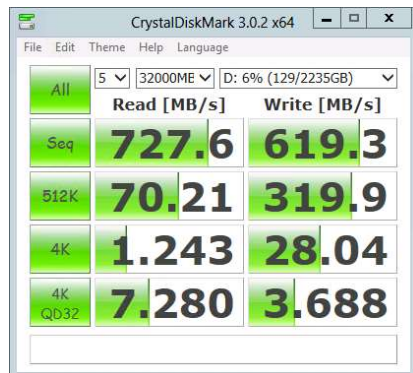 CrystalDiskMark 3.0.2 x64
File Edit Theme Help Language
All 5 32000ME D: 6% (129/2235GB)
Read [MB/s] Write [MB/s]
Seq 727.6 619.3
512K 70.21 319.9
4K 1.243 28.04
4K QD32 7.280 3.688